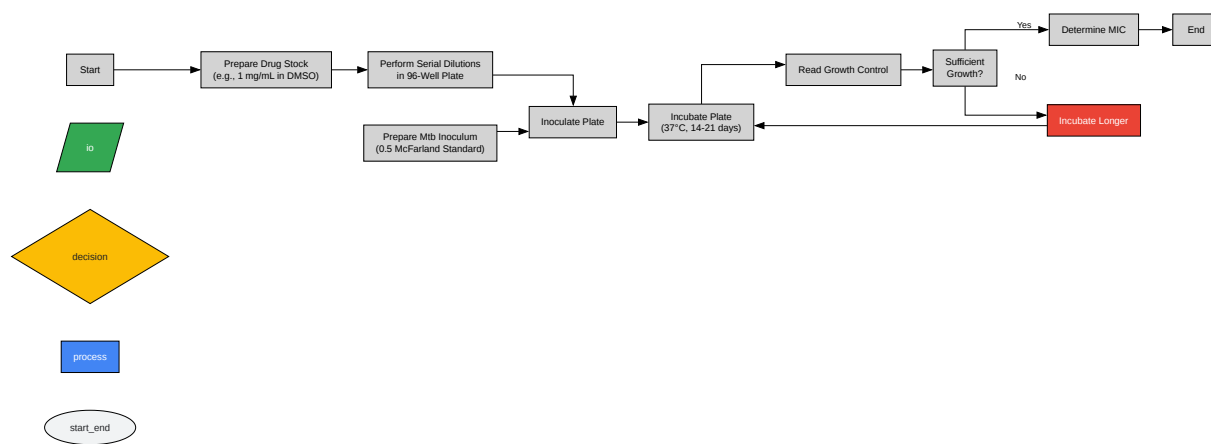 Start
Prepare Drug Stock
(e.g., 1 mg/mL in DMSO)
Perform Serial Dilutions
in 96-Well Plate
Prepare Mtb Inoculum
(0.5 McFarland Standard)
Inoculate Plate
Incubate Plate
(37°C, 14-21 days)
Read Growth Control
Sufficient
Growth?
Yes
Determine MIC
End
No
Incubate Longer
io
decision
process
start_end